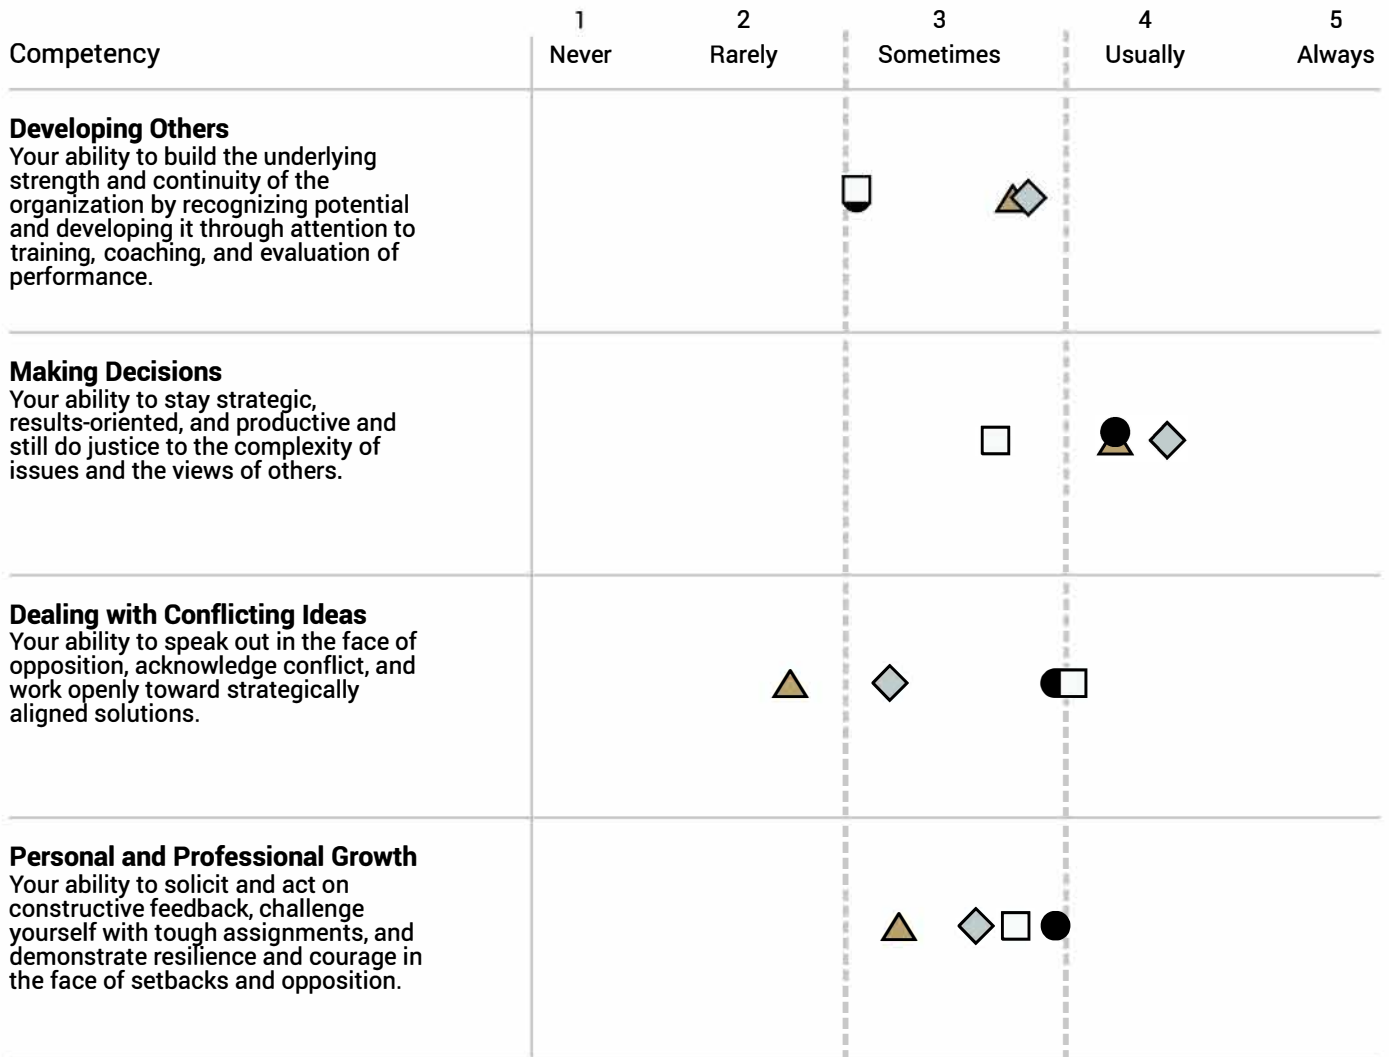 1 2 3 4 5
Competency Never Rarely Sometimes Usually Always
Developing Others
Your ability to build the underlying
strength and continuity of the
organization by recognizing potential
and developing it through attention to
training, coaching, and evaluation of
performance.
Making Decisions
Your ability to stay strategic,
results-oriented, and productive and
still do justice to the complexity of
issues and the views of others.
Dealing with Conflicting Ideas
Your ability to speak out in the face of
opposition, acknowledge conflict, and
work openly toward strategically
aligned solutions.
Personal and Professional Growth
Your ability to solicit and act on
constructive feedback, challenge
yourself with tough assignments, and
demonstrate resilience and courage in
the face of setbacks and opposition.